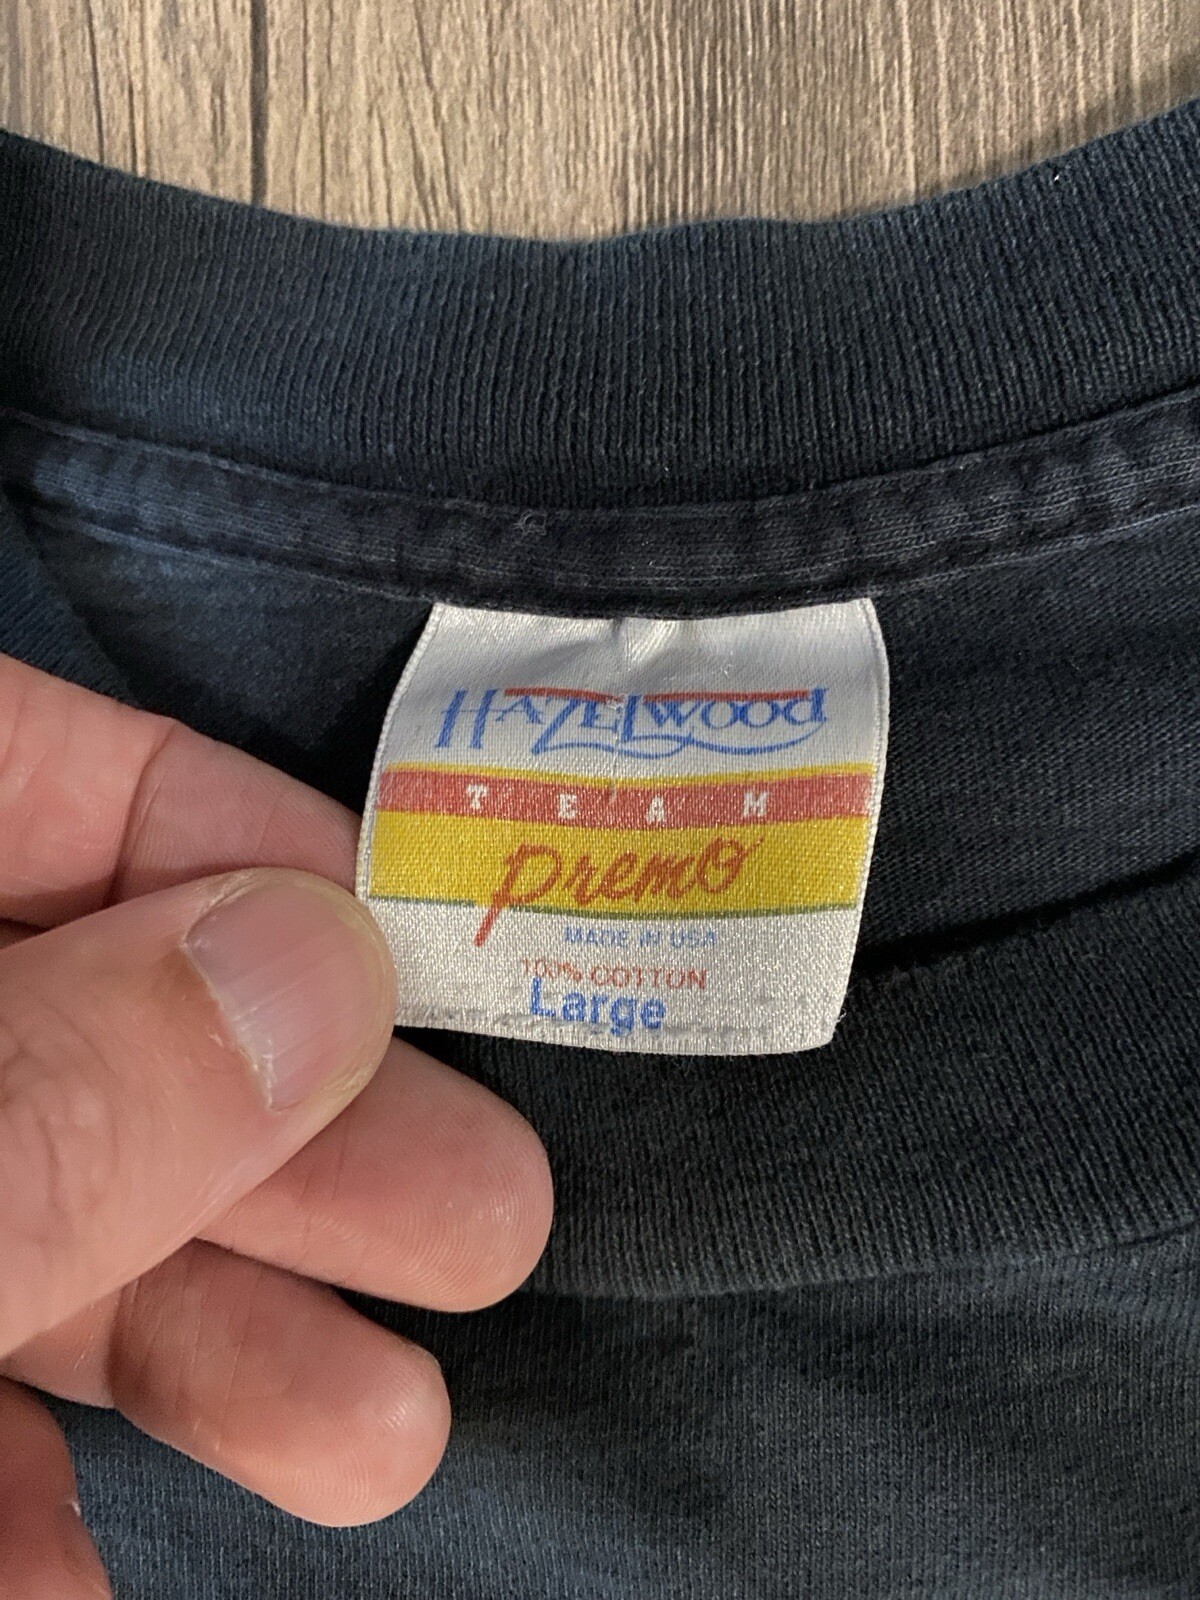 HAZElwood
TEAM
Premo
MADE IN USA
100% COTTON
Large